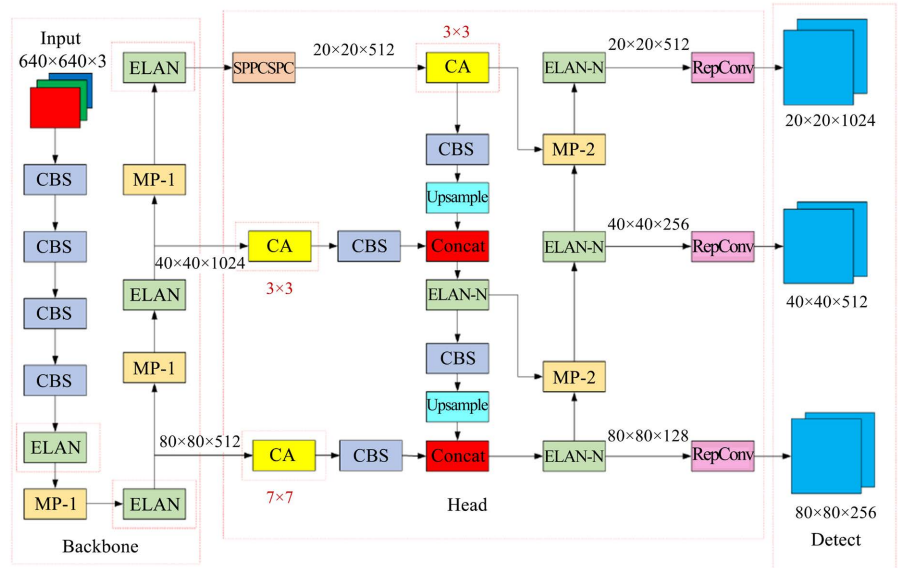 Input
640×640×3
CBS
CBS
CBS
CBS
ELAN
MP-1
ELAN
MP-1
ELAN
MP-1
ELAN
Backbone
SPPCSPC
20×20×512
3×3
CA
CBS
Upsample
40×40×1024
CA
3×3
CBS
Concat
ELAN-N
CBS
Upsample
80×80×512
CA
7×7
CBS
Concat
ELAN-N
20×20×512
RepConv
MP-2
ELAN-N
40×40×256
RepConv
MP-2
ELAN-N
80×80×128
RepConv
Head
20×20×1024
40×40×512
80×80×256
Detect